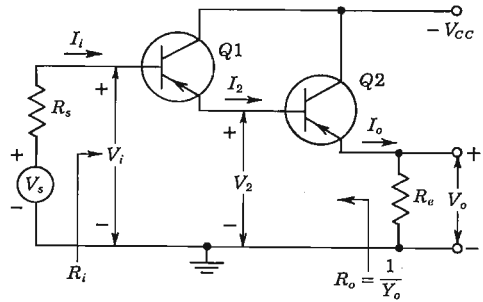 − V_CC
I_i
Q1
Q2
R_s
+
I_2
+
I_o
+
+
V_s
−
V_i
V_2
R_e
V_o
−
−
−
R_i
R_o = 1/Y_o